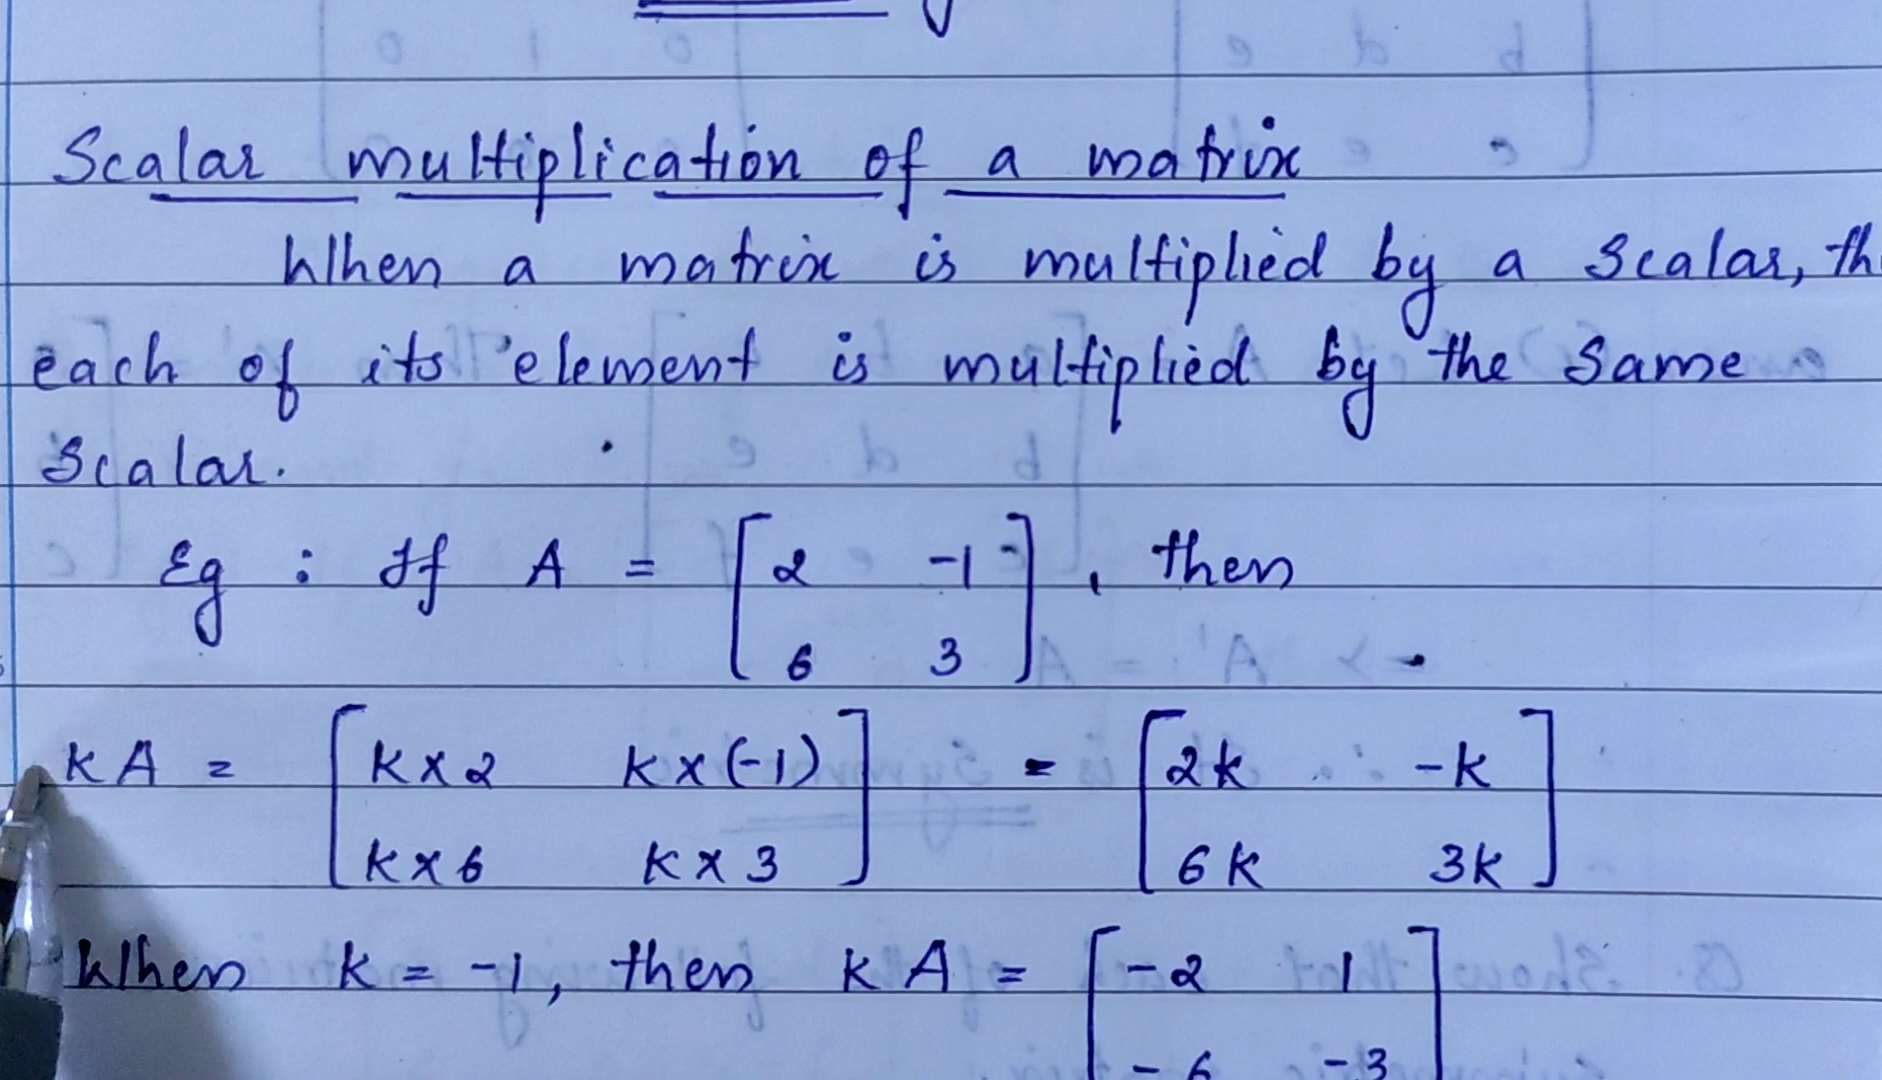 Scalar multiplication of a matrix
When a matrix is multiplied by a scalar,
each of its element is multiplied by the same
scalar.
Eg : If A = [2 -1
6 3], then
kA = [k×2 k×(-1)
k×6 k×3] = [2k -k
6k 3k]
When k = -1, then kA = [-2 1
-6 -3]